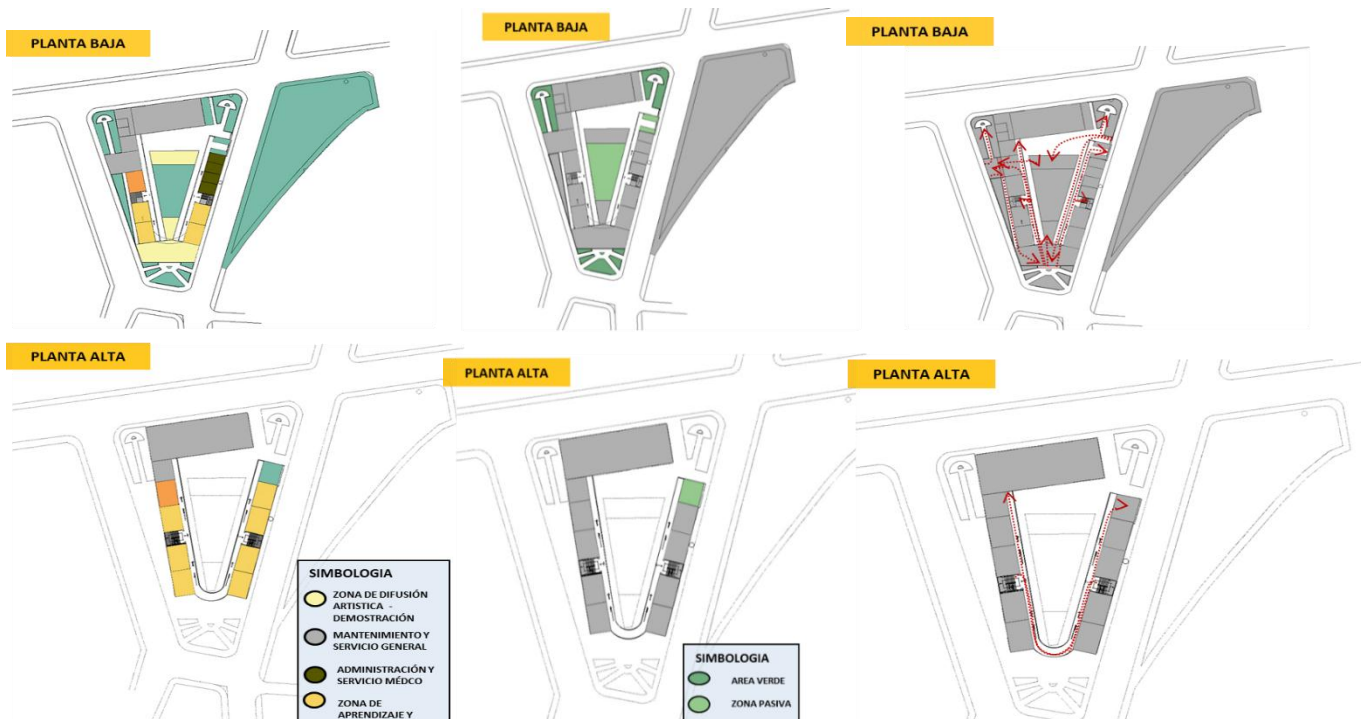 PLANTA BAJA
PLANTA BAJA
PLANTA BAJA
PLANTA ALTA
PLANTA ALTA
PLANTA ALTA
SIMBOLOGIA
ZONA DE DIFUSIÓN
ARTISTICA -
DEMOSTRACIÓN
MANTENIMIENTO Y
SERVICIO GENERAL
ADMINISTRACIÓN Y
SERVICIO MÉDCO
ZONA DE
APRENDIZAJE Y
SIMBOLOGIA
AREA VERDE
ZONA PASIVA